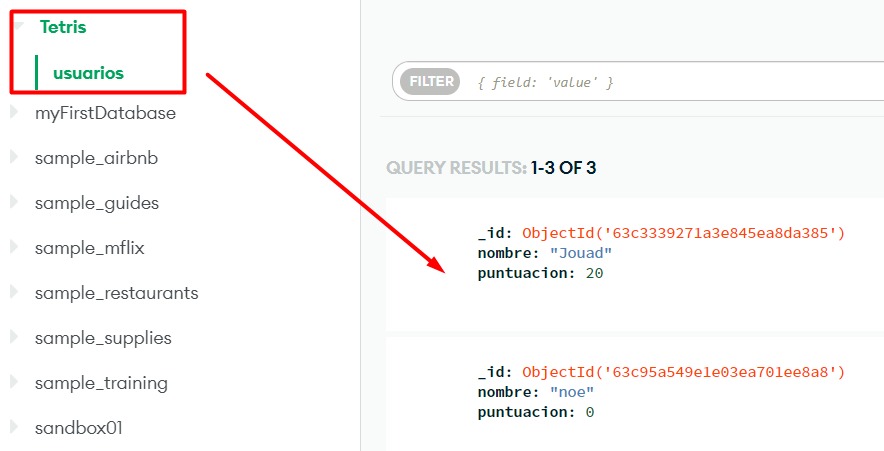 Tetris
usuarios
myFirstDatabase
sample_airbnb
sample_guides
sample_mflix
sample_restaurants
sample_supplies
sample_training
sandbox01
FILTER { field: 'value' }
QUERY RESULTS: 1-3 OF 3
_id: ObjectId('63c3339271a3e845ea8da385')
nombre: "Jouad"
puntuacion: 20
_id: ObjectId('63c95a549e1e03ea701ee8a8')
nombre: "noe"
puntuacion: 0